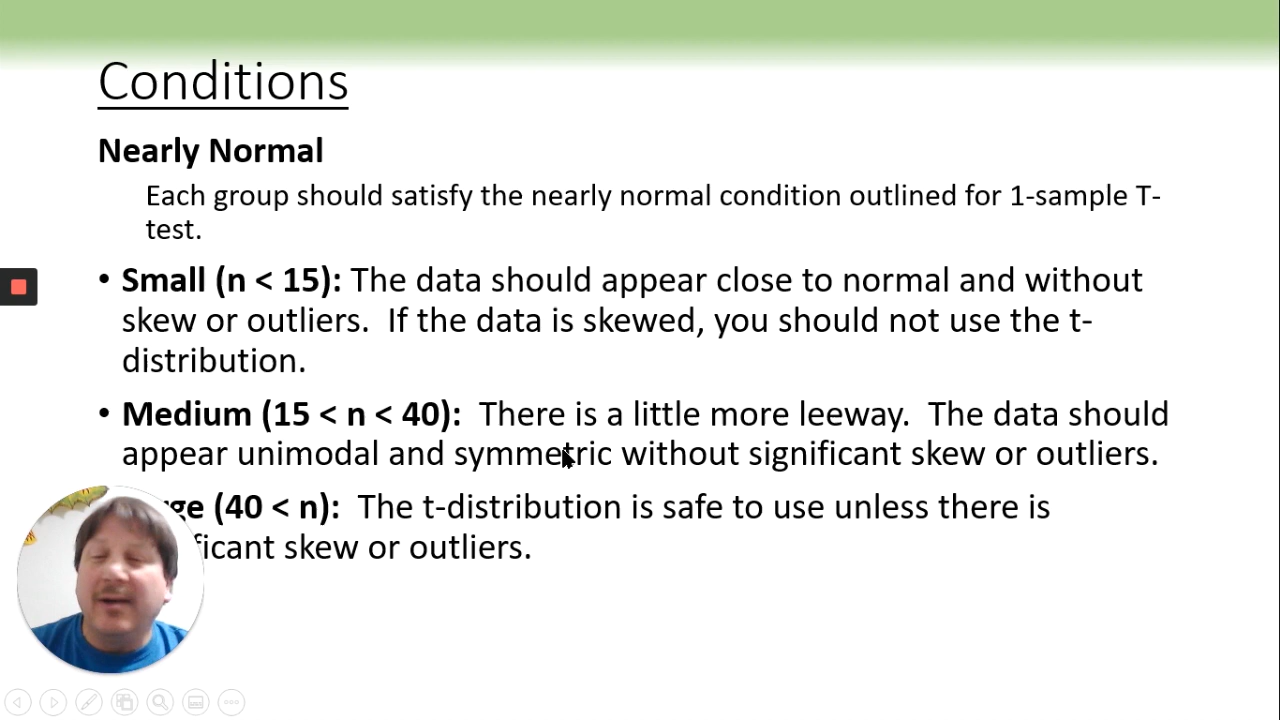 Conditions
Nearly Normal
Each group should satisfy the nearly normal condition outlined for 1-sample T-
test.
• Small (n < 15): The data should appear close to normal and without
skew or outliers.  If the data is skewed, you should not use the t-
distribution.
• Medium (15 < n < 40):  There is a little more leeway.  The data should
appear unimodal and symmetric without significant skew or outliers.
(40 < n):  The t-distribution is safe to use unless there is
skew or outliers.